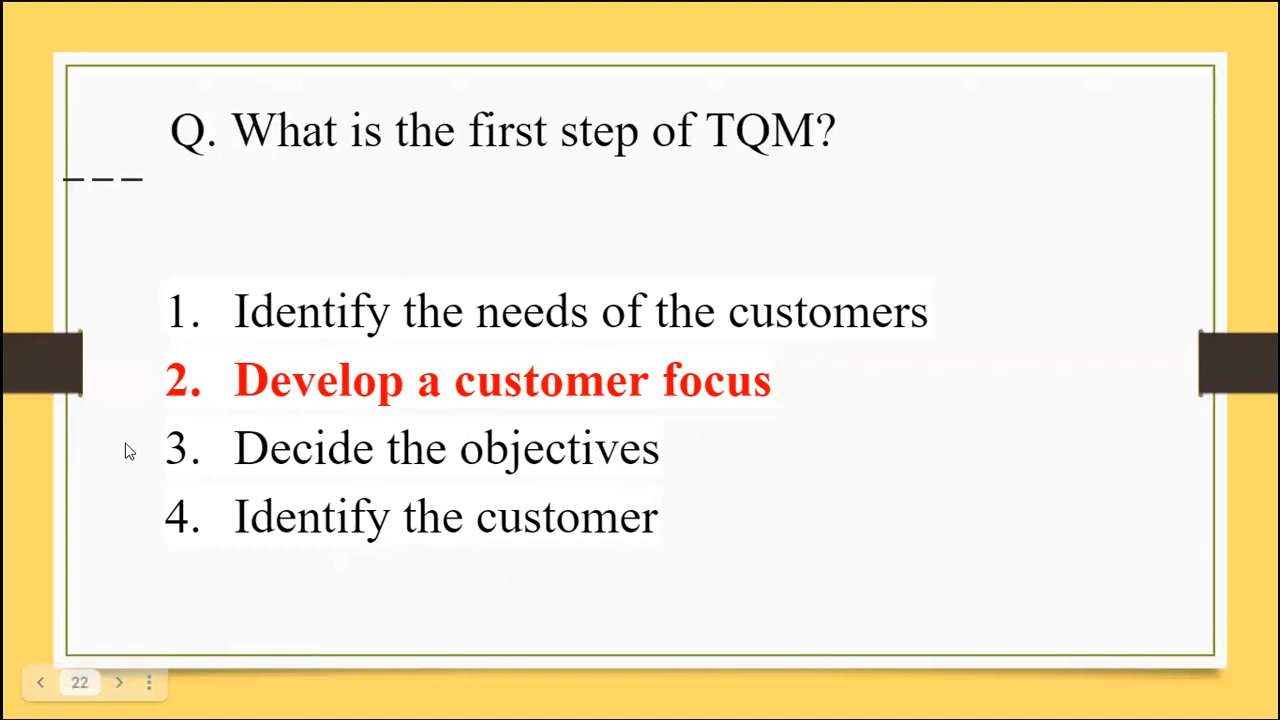 Q. What is the first step of TQM?
1. Identify the needs of the customers
2. Develop a customer focus
3. Decide the objectives
4. Identify the customer
22